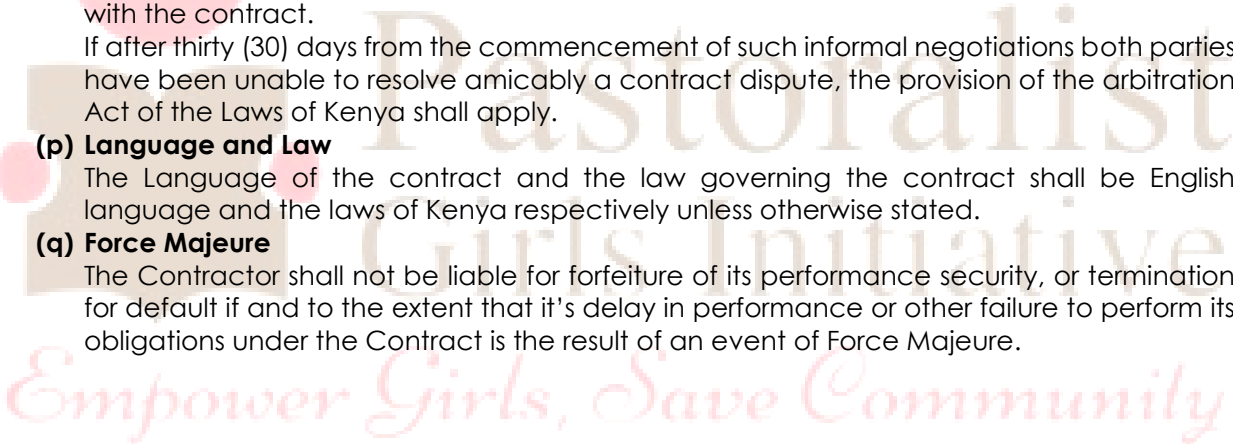 with the contract.
If after thirty (30) days from the commencement of such informal negotiations both parties
have been unable to resolve amicably a contract dispute, the provision of the arbitration
Act of the Laws of Kenya shall apply.
(p) Language and Law
The Language of the contract and the law governing the contract shall be English
language and the laws of Kenya respectively unless otherwise stated.
(q) Force Majeure
The Contractor shall not be liable for forfeiture of its performance security, or termination
for default if and to the extent that it’s delay in performance or other failure to perform its
obligations under the Contract is the result of an event of Force Majeure.
Pastoralist
Girls Initiative
Empower Girls, Save Community